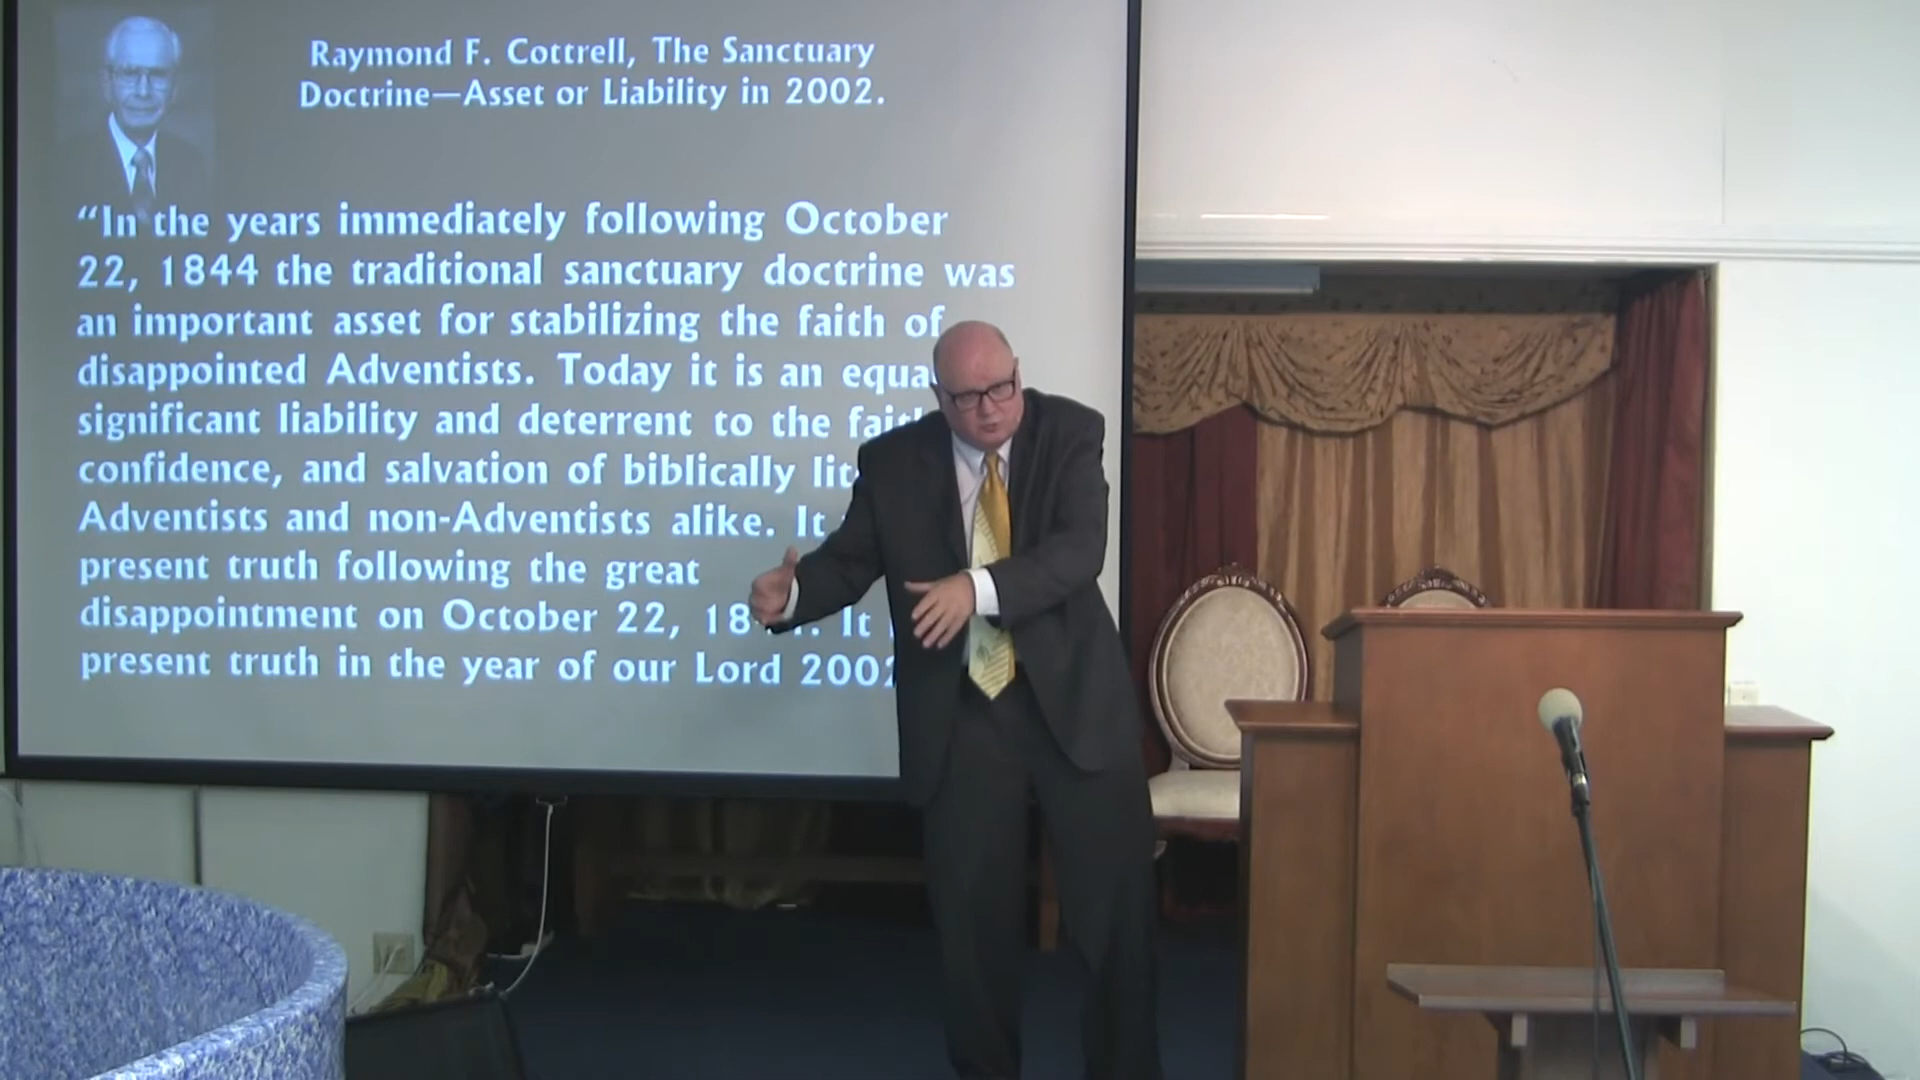 Raymond F. Cottrell, The Sanctuary
Doctrine—Asset or Liability in 2002.
“In the years immediately following October
22, 1844 the traditional sanctuary doctrine was
an important asset for stabilizing the faith of
disappointed Adventists. Today it is an
significant liability and deterrent to the
confidence, and salvation of biblically
Adventists and non-Adventists alike. It
present truth following the great
disappointment on October 22, It
present truth in the year of our Lord 2002